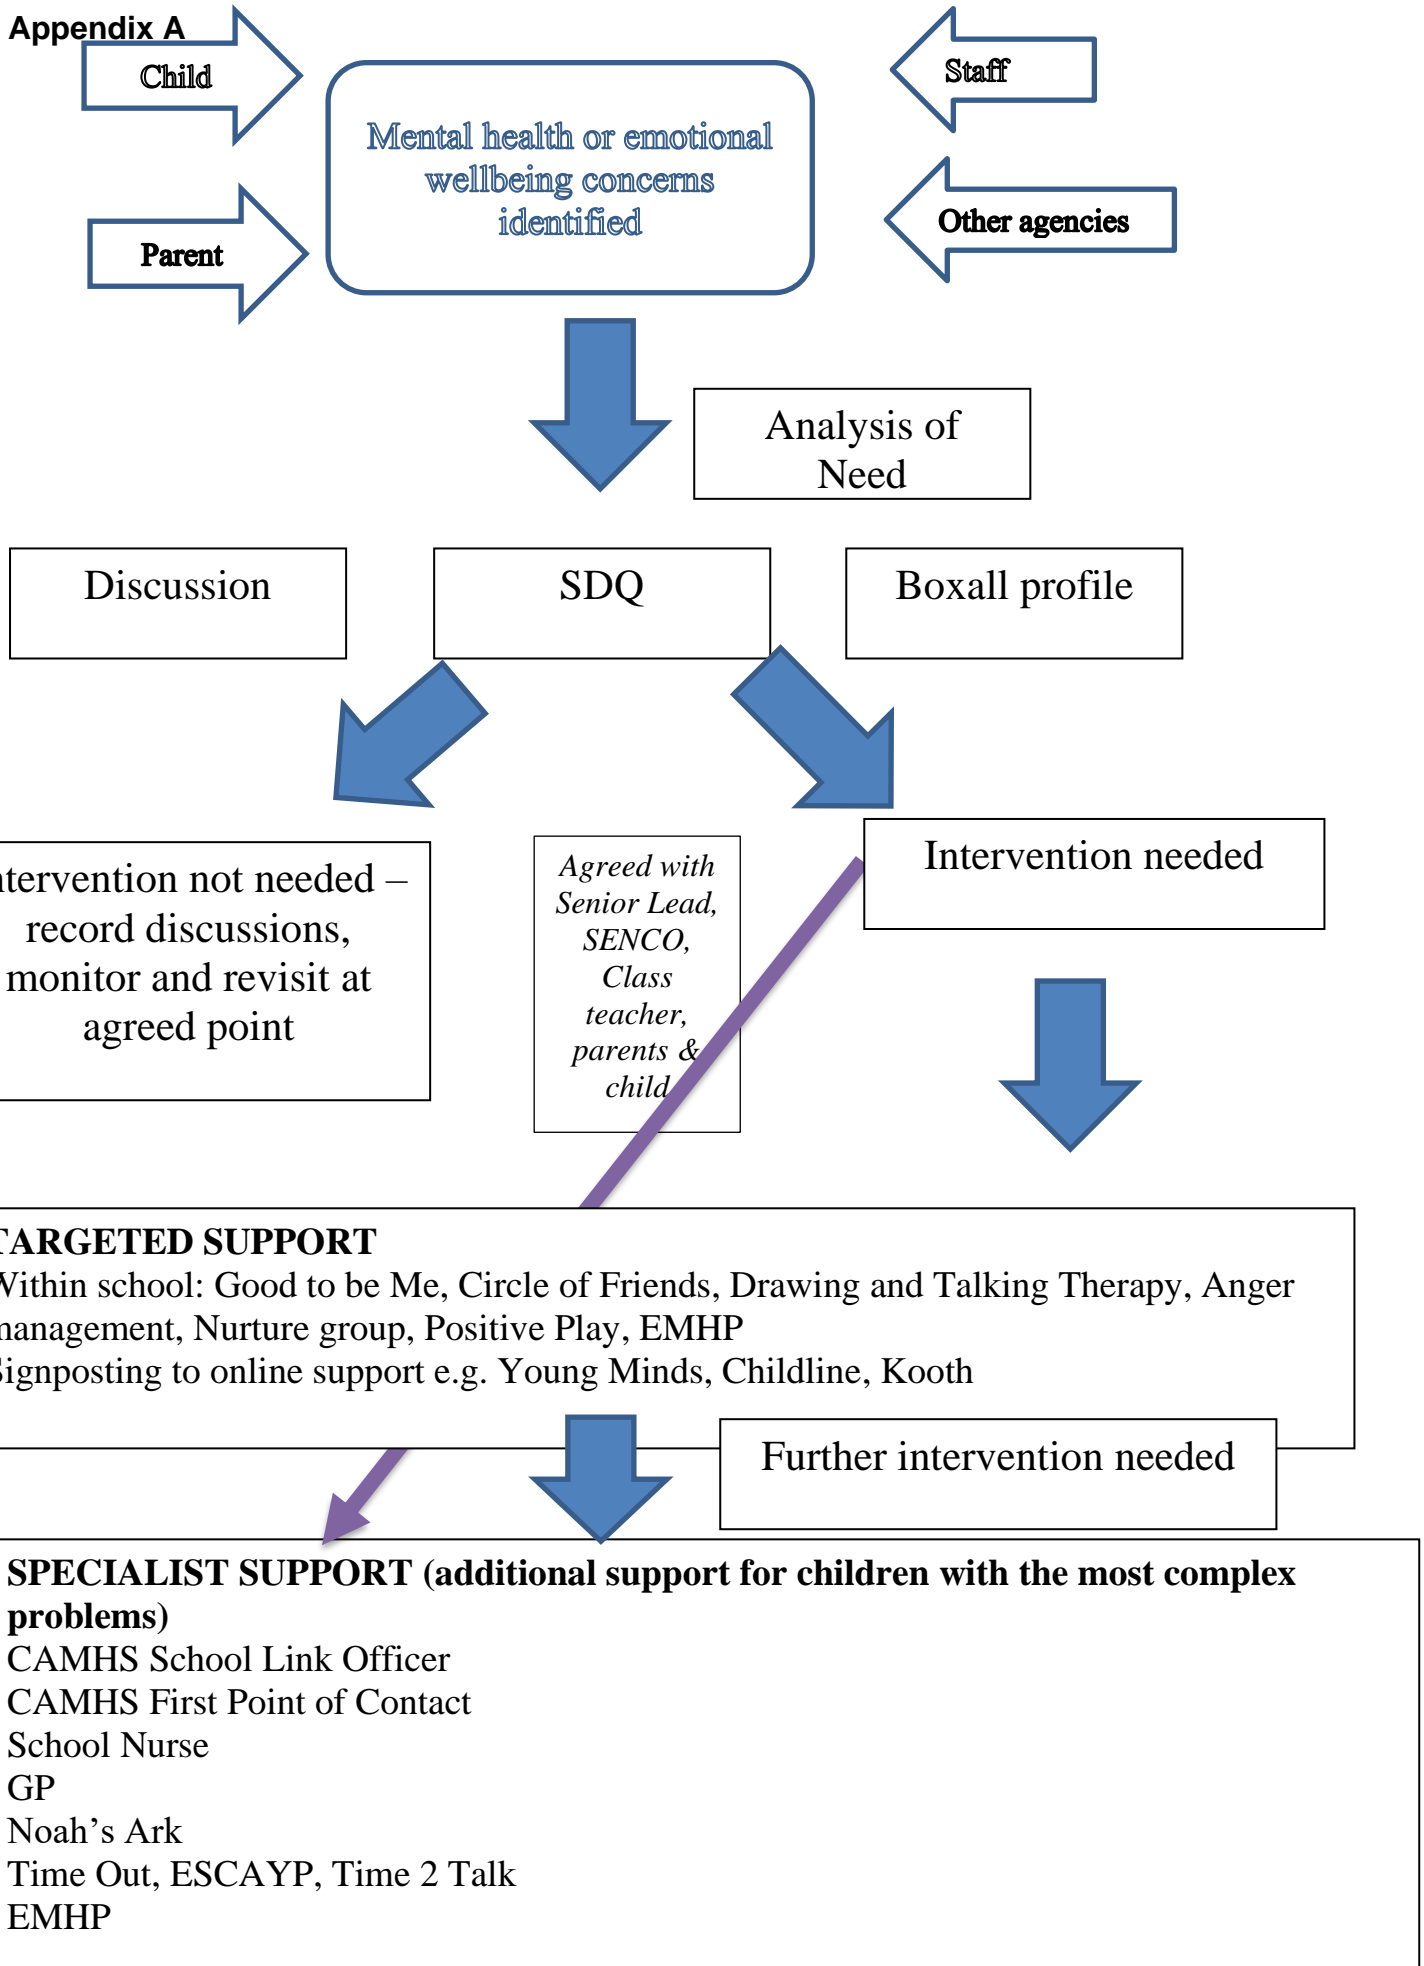 Appendix A
Child
Staff
Mental health or emotional
wellbeing concerns
identified
Parent
Other agencies
Analysis of
Need
Discussion
SDQ
Boxall profile
ntervention not needed –
record discussions,
monitor and revisit at
agreed point
Agreed with
Senior Lead,
SENCO,
Class
teacher,
parents &
child
Intervention needed
TARGETED SUPPORT
Within school: Good to be Me, Circle of Friends, Drawing and Talking Therapy, Anger
management, Nurture group, Positive Play, EMHP
Signposting to online support e.g. Young Minds, Childline, Kooth
Further intervention needed
SPECIALIST SUPPORT (additional support for children with the most complex
problems)
CAMHS School Link Officer
CAMHS First Point of Contact
School Nurse
GP
Noah’s Ark
Time Out, ESCAYP, Time 2 Talk
EMHP